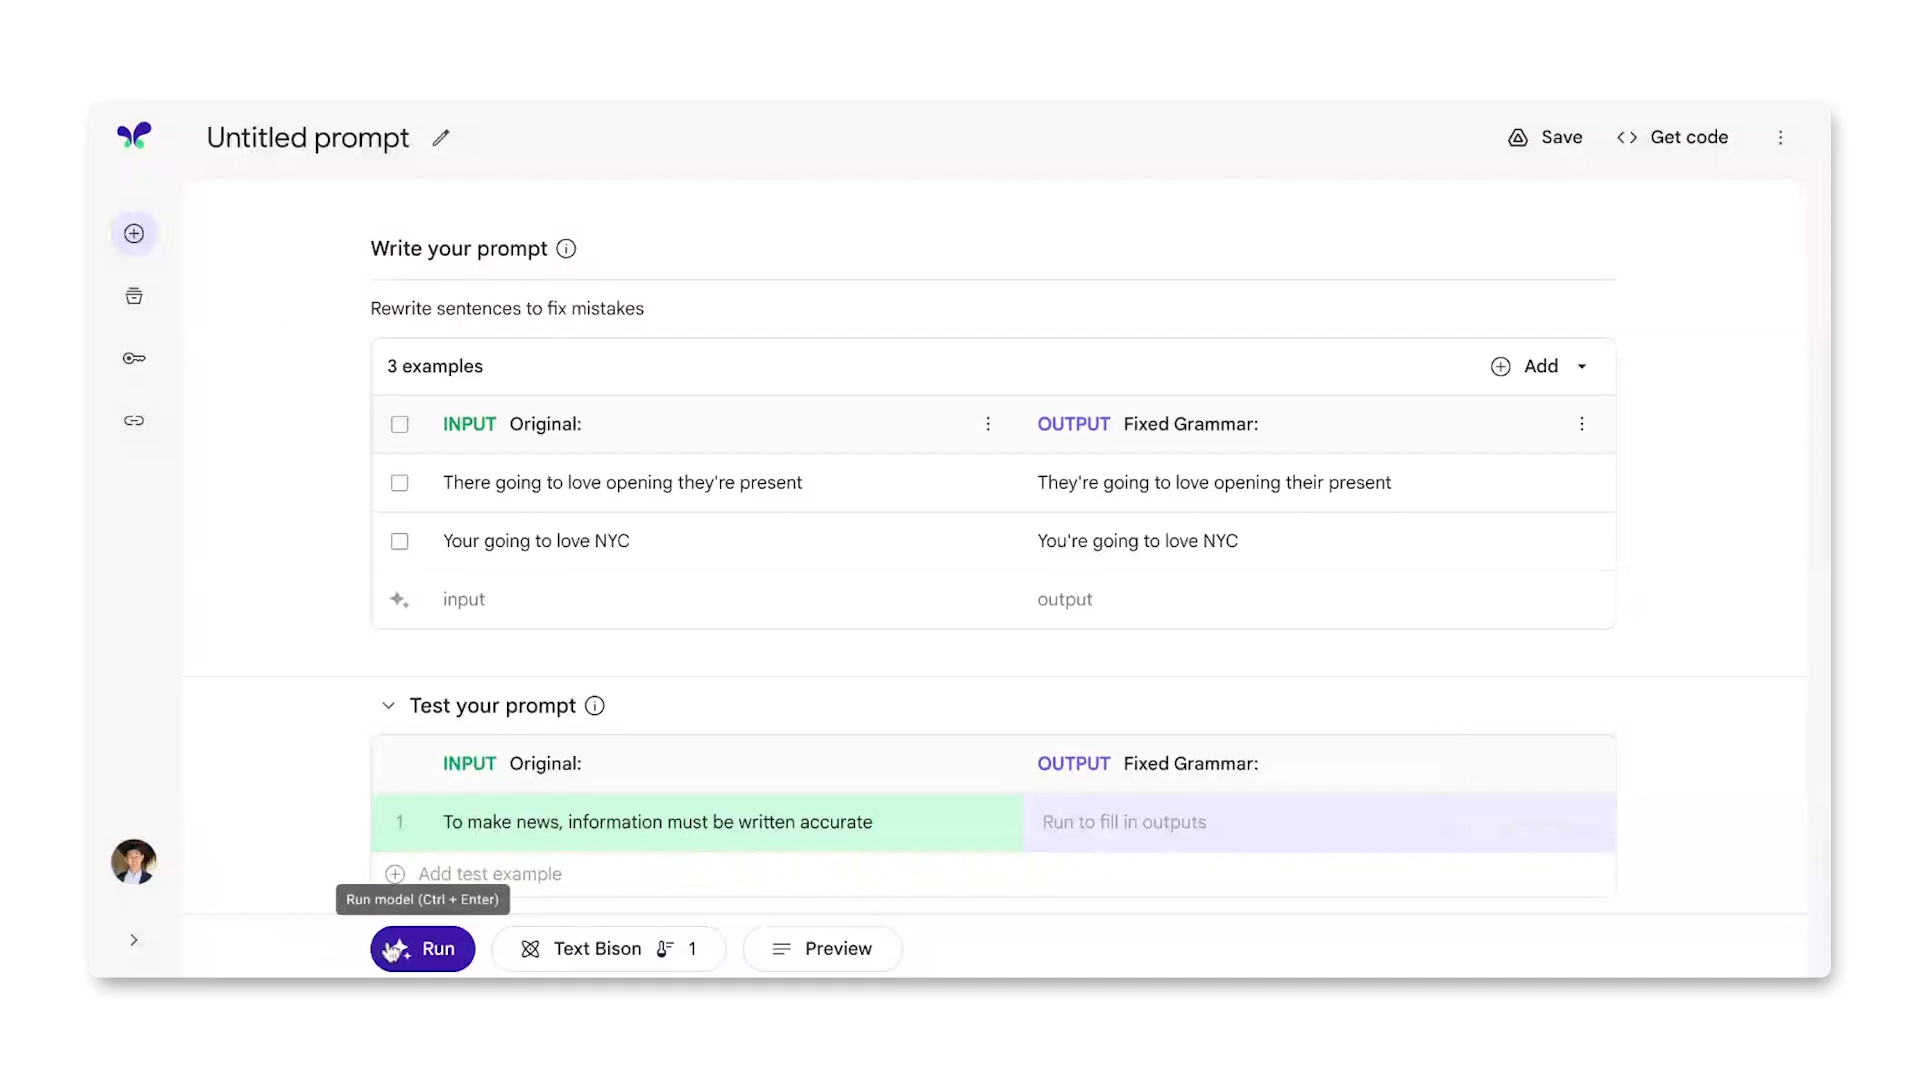 Untitled prompt
Save
Get code
Write your prompt
Rewrite sentences to fix mistakes
3 examples
Add
INPUT Original:
OUTPUT Fixed Grammar:
There going to love opening they're present
They're going to love opening their present
Your going to love NYC
You're going to love NYC
input
output
Test your prompt
INPUT Original:
OUTPUT Fixed Grammar:
1 To make news, information must be written accurate
Run to fill in outputs
Add test example
Run model (Ctrl + Enter)
Run
Text Bison 1
Preview